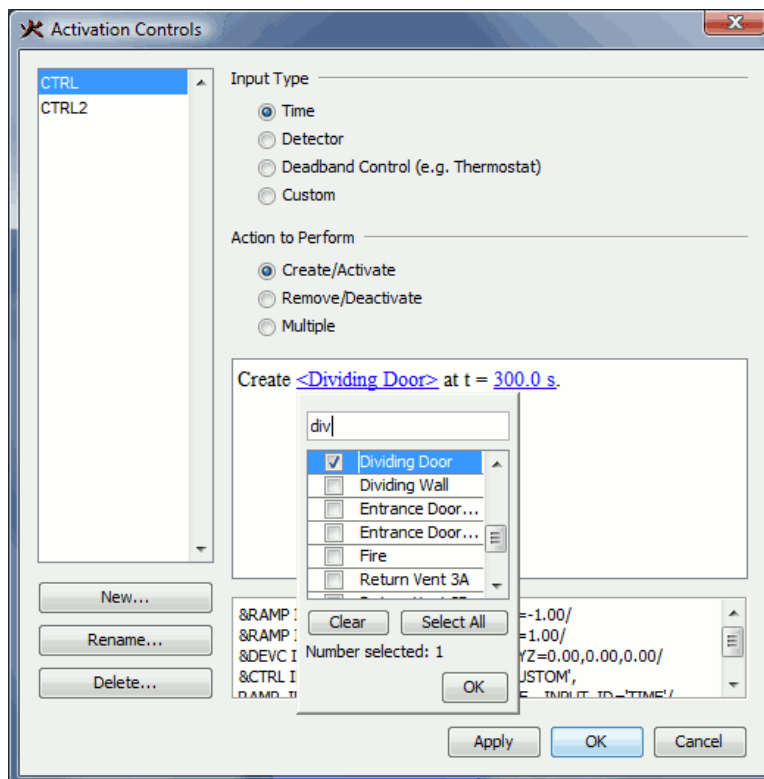 Activation Controls
CTRL
CTRL2
Input Type
Time
Detector
Deadband Control (e.g. Thermostat)
Custom
Action to Perform
Create/Activate
Remove/Deactivate
Multiple
Create <Dividing Door> at t = 300.0 s.
div
Dividing Door
Dividing Wall
Entrance Door...
Entrance Door...
Fire
Return Vent 3A
Clear
Select All
Number selected: 1
OK
New...
Rename...
Delete...
&RAMP I =-1.00/
&RAMP I =1.00/
&DEVC I YZ=0.00,0.00,0.00/
&CTRL I USTOM',
INPUT_ID='TIME'/
Apply
OK
Cancel